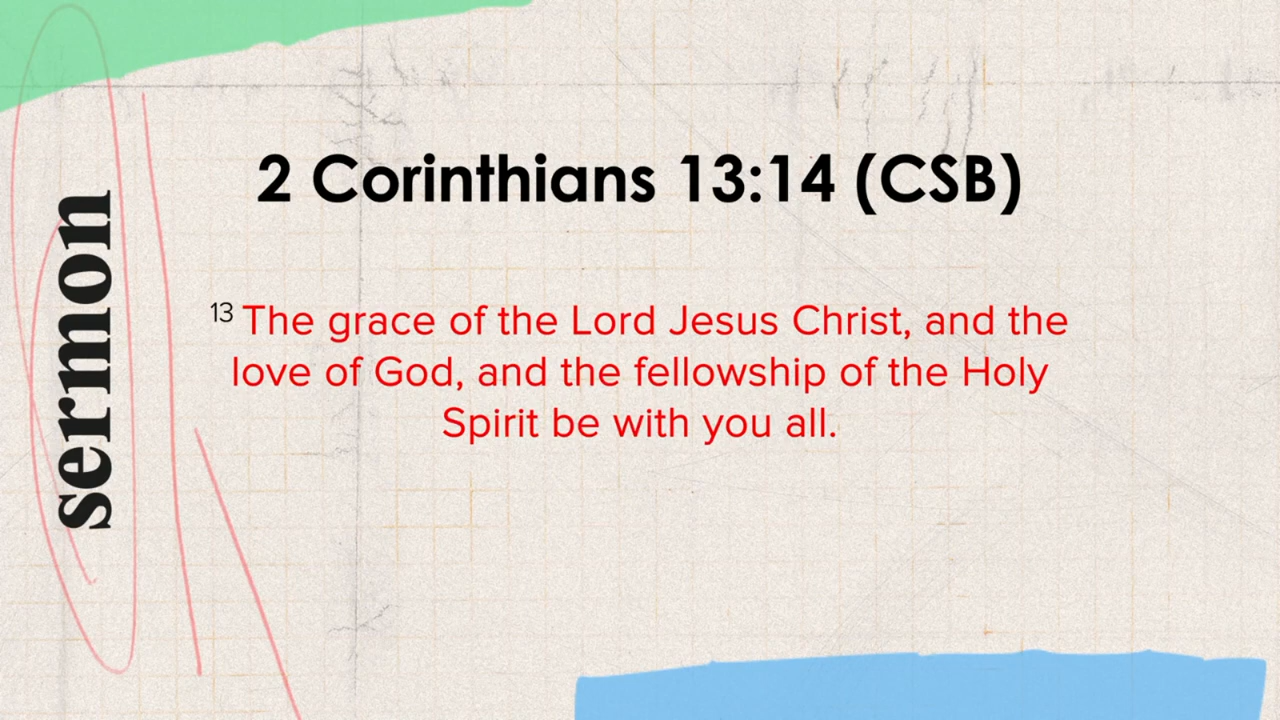 2 Corinthians 13:14 (CSB)
13 The grace of the Lord Jesus Christ, and the
love of God, and the fellowship of the Holy
Spirit be with you all.
sermon